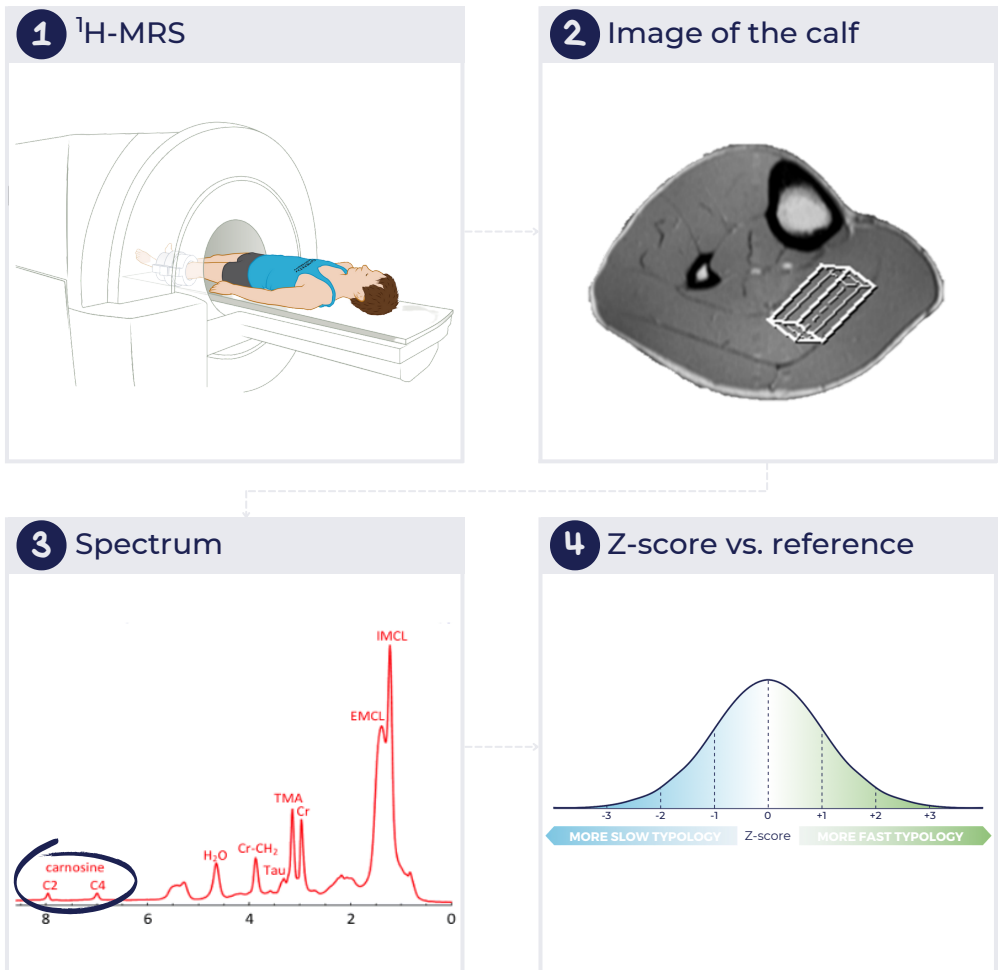 1 ¹H-MRS
2 Image of the calf
3 Spectrum
IMCL
EMCL
TMA
Cr
Cr-CH₂
H₂O
Tau
carnosine
C2 C4
8 6 4 2 0
4 Z-score vs. reference
-3 -2 -1 0 +1 +2 +3
MORE SLOW TYPOLOGY Z-score MORE FAST TYPOLOGY